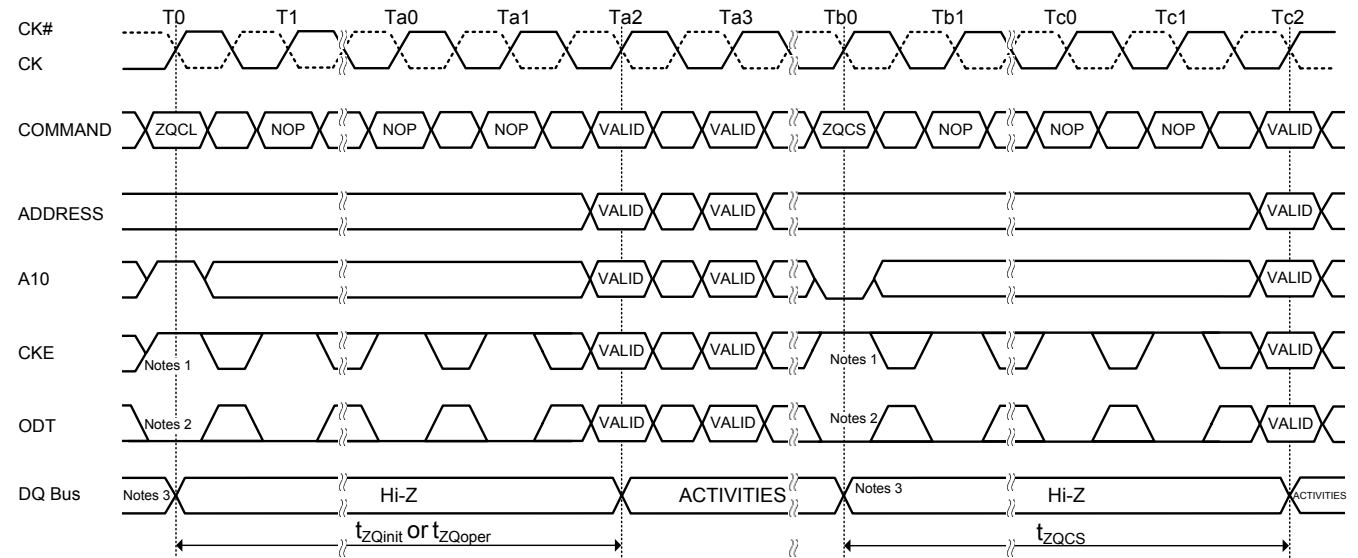 T0 T1 Ta0 Ta1 Ta2 Ta3 Tb0 Tb1 Tc0 Tc1 Tc2
CK#
CK
COMMAND ZQCL NOP NOP NOP VALID VALID ZQCS NOP NOP NOP VALID
ADDRESS VALID VALID VALID
A10 VALID VALID VALID
CKE Notes 1 VALID VALID Notes 1 VALID
ODT Notes 2 VALID VALID Notes 2 VALID
DQ Bus Notes 3 Hi-Z ACTIVITIES Notes 3 Hi-Z ACTIVITIES
tZQinit or tZQoper tZQCS